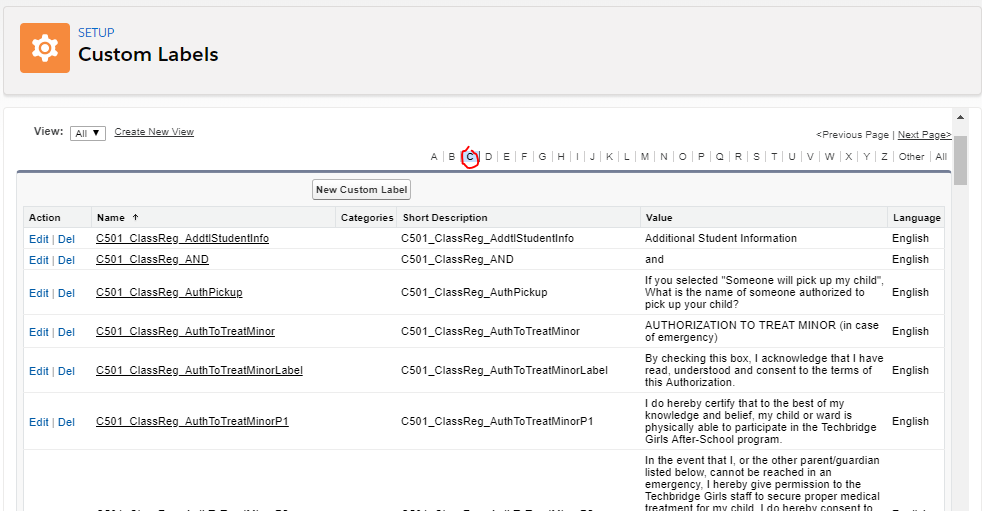 SETUP
Custom Labels
View: All ▼ Create New View
<Previous Page | Next Page>
A | B | C | D | E | F | G | H | I | J | K | L | M | N | O | P | Q | R | S | T | U | V | W | X | Y | Z | Other | All
New Custom Label
Action Name ↑ Categories Short Description Value Language
Edit | Del C501_ClassReg_AddtlStudentInfo C501_ClassReg_AddtlStudentInfo Additional Student Information English
Edit | Del C501_ClassReg_AND C501_ClassReg_AND and English
If you selected "Someone will pick up my child",
Edit | Del C501_ClassReg_AuthPickup C501_ClassReg_AuthPickup What is the name of someone authorized to English
pick up your child?
Edit | Del C501_ClassReg_AuthToTreatMinor C501_ClassReg_AuthToTreatMinor AUTHORIZATION TO TREAT MINOR (in case English
of emergency)
By checking this box, I acknowledge that I have
Edit | Del C501_ClassReg_AuthToTreatMinorLabel C501_ClassReg_AuthToTreatMinorLabel read, understood and consent to the terms of English
this Authorization.
I do hereby certify that to the best of my
knowledge and belief, my child or ward is
Edit | Del C501_ClassReg_AuthToTreatMinorP1 C501_ClassReg_AuthToTreatMinorP1 physically able to participate in the Techbridge English
Girls After-School program.
In the event that I, or the other parent/guardian
listed below, cannot be reached in an
emergency, I hereby give permission to the
Techbridge Girls staff to secure proper medical
treatment for my child. I do hereby consent to